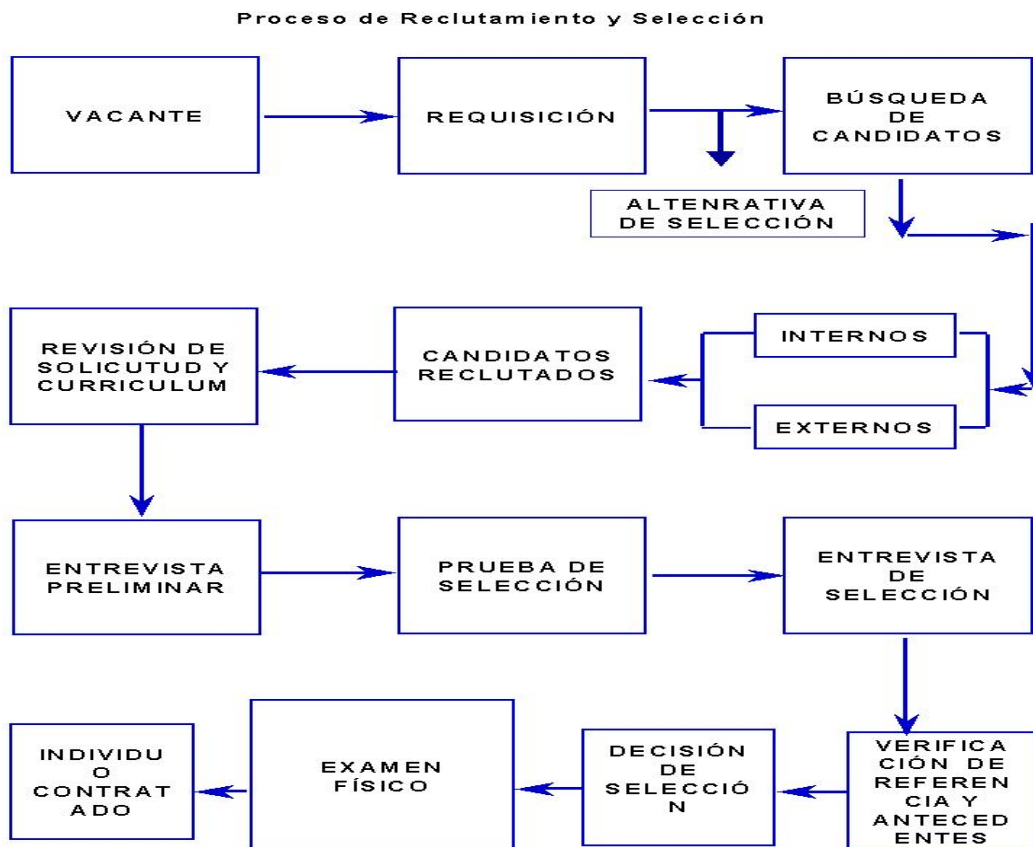 Proceso de Reclutamiento y Selección
VACANTE
REQUISICIÓN
BÚSQUEDA
DE
CANDIDATOS
ALTENRATIVA
DE SELECCIÓN
INTERNOS
EXTERNOS
CANDIDATOS
RECLUTADOS
REVISIÓN DE
SOLICUTUD Y
CURRICULUM
ENTREVISTA
PRELIMINAR
PRUEBA DE
SELECCIÓN
ENTREVISTA
DE
SELECCIÓN
VERIFICA
CIÓN DE
REFEREN
CIA Y
ANTECED
ENTES
DECISIÓN
DE
SELECCIÓ
N
EXAMEN
FÍSICO
INDIVIDU
O
CONTRAT
ADO